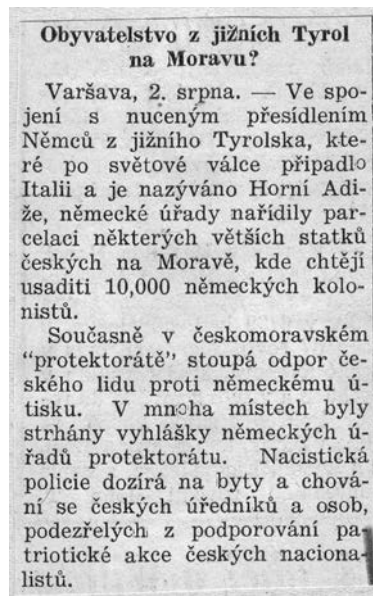 Obyvatelstvo z jižních Tyrol
na Moravu?
Varšava, 2. srpna. — Ve spo-
jení s nuceným přesídlením
Němců z jižního Tyrolska, kte-
ré po světové válce připadlo
Italii a je nazýváno Horní Adi-
že, německé úřady nařídily par-
celaci některých větších statků
českých na Moravě, kde chtějí
usaditi 10,000 německých kolo-
nistů.
Současně v českomoravském
"protektorátě" stoupá odpor če-
ského lidu proti německému ú-
tisku. V mnoha místech byly
strhány vyhlášky německých ú-
řadů protektorátu. Nacistická
policie dozírá na byty a chová-
ní se českých úředníků a osob,
podezřelých z podporování pa-
triotické akce českých naciona-
listů.